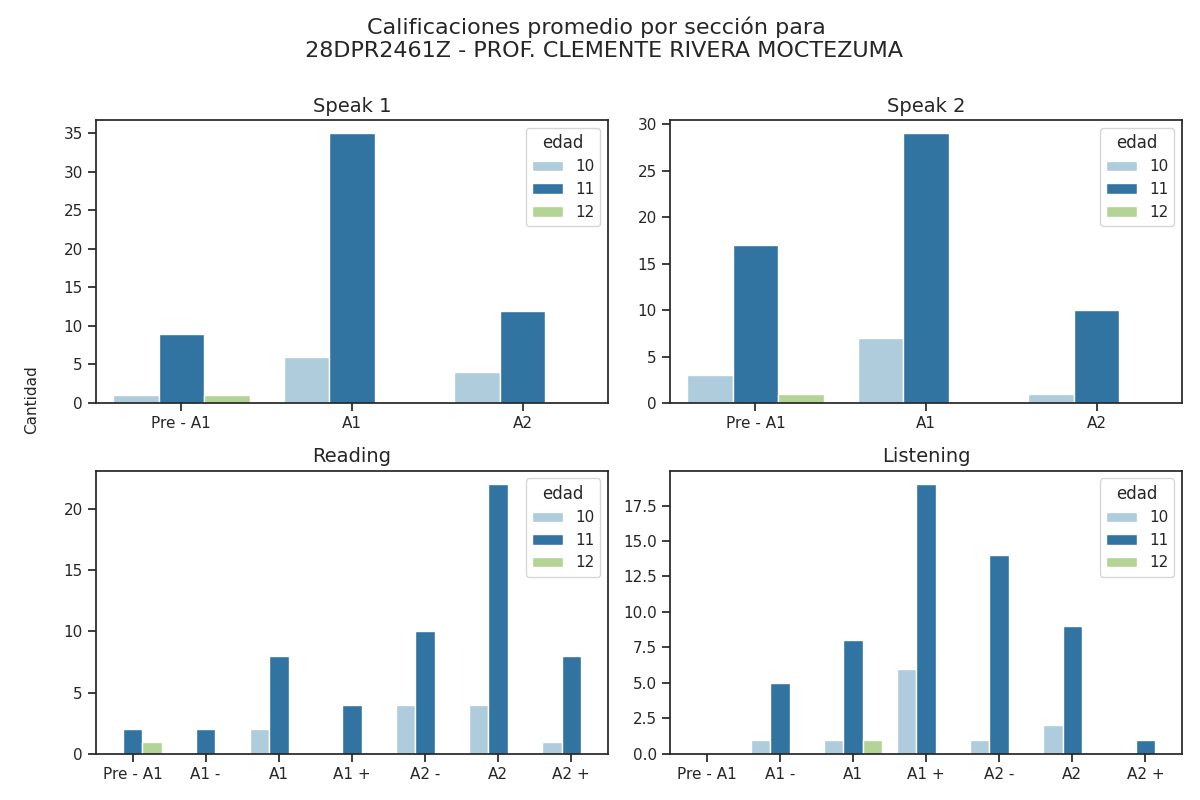 Calificaciones promedio por sección para
28DPR2461Z - PROF. CLEMENTE RIVERA MOCTEZUMA
Cantidad
Speak 1
35
30
25
20
15
10
5
0
Pre - A1
A1
A2
edad
10
11
12
Speak 2
30
25
20
15
10
5
0
Pre - A1
A1
A2
edad
10
11
12
Reading
20
15
10
5
0
Pre - A1
A1 -
A1
A1 +
A2 -
A2
A2 +
edad
10
11
12
Listening
17.5
15.0
12.5
10.0
7.5
5.0
2.5
0.0
Pre - A1
A1 -
A1
A1 +
A2 -
A2
A2 +
edad
10
11
12